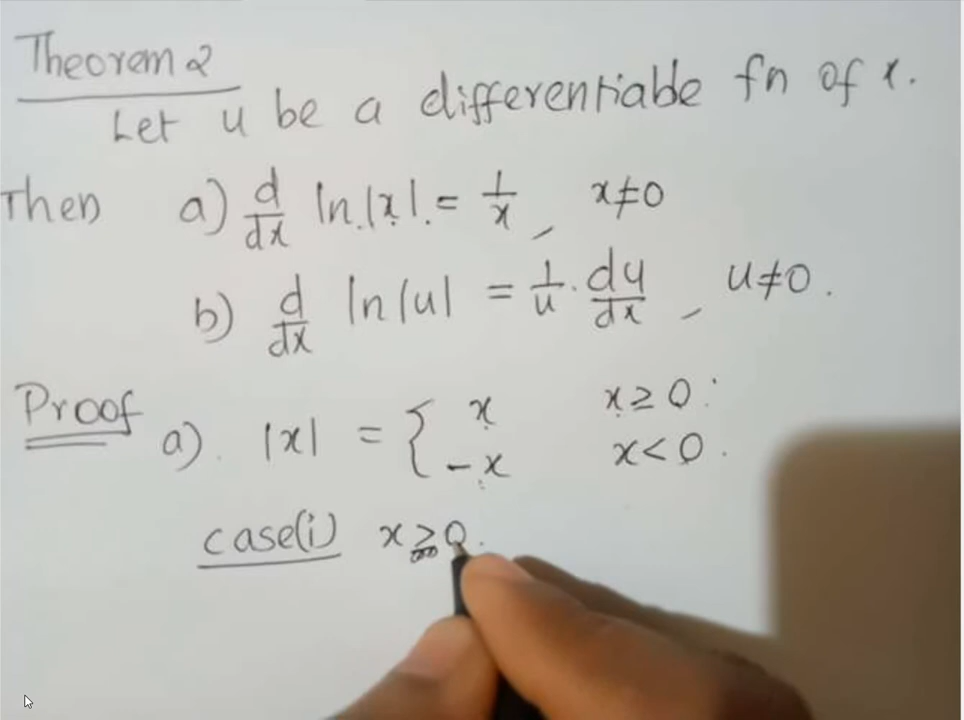 Theorem 2
Let u be a differentiable fn of x.
Then a) d/dx ln |x| = 1/x, x≠0
b) d/dx ln |u| = 1/u · du/dx, u≠0.
Proof
a). |x| = { x x ≥ 0
-x x < 0.
case(i) x ≥ 0.